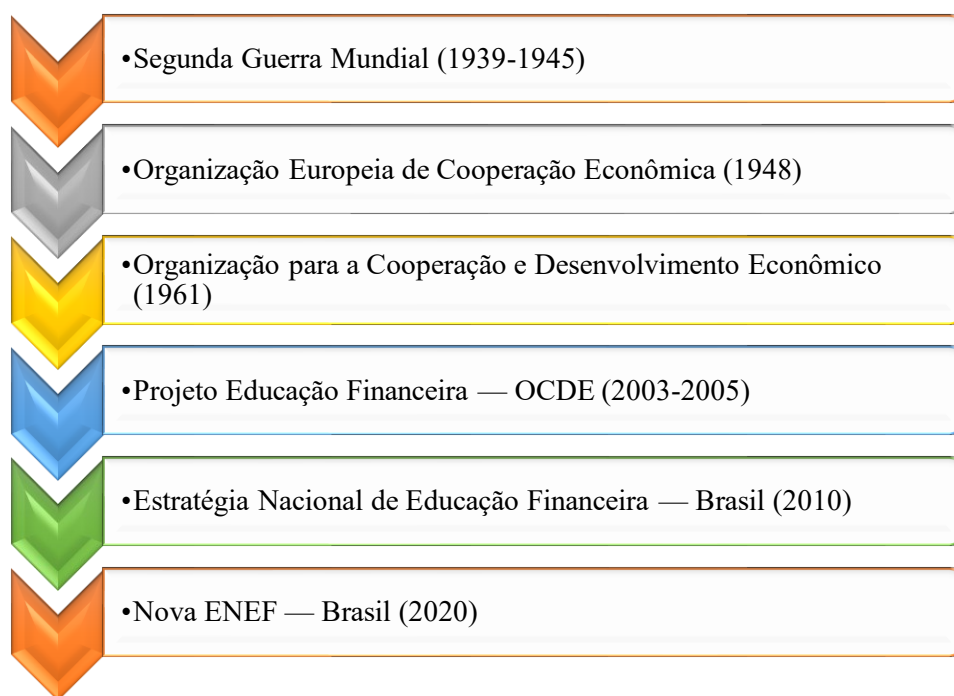 •Segunda Guerra Mundial (1939-1945)
•Organização Europeia de Cooperação Econômica (1948)
•Organização para a Cooperação e Desenvolvimento Econômico
(1961)
•Projeto Educação Financeira — OCDE (2003-2005)
•Estratégia Nacional de Educação Financeira — Brasil (2010)
•Nova ENEF — Brasil (2020)